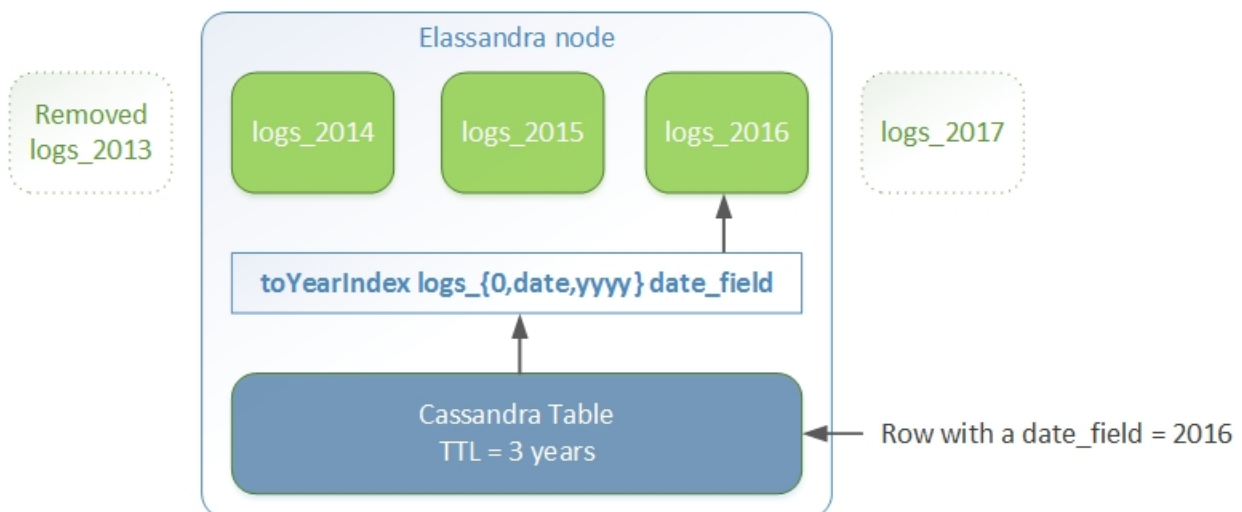 Elassandra node
Removed
logs_2013
logs_2014
logs_2015
logs_2016
logs_2017
toYearIndex logs_{0,date,yyyy} date_field
Cassandra Table
TTL = 3 years
Row with a date_field = 2016